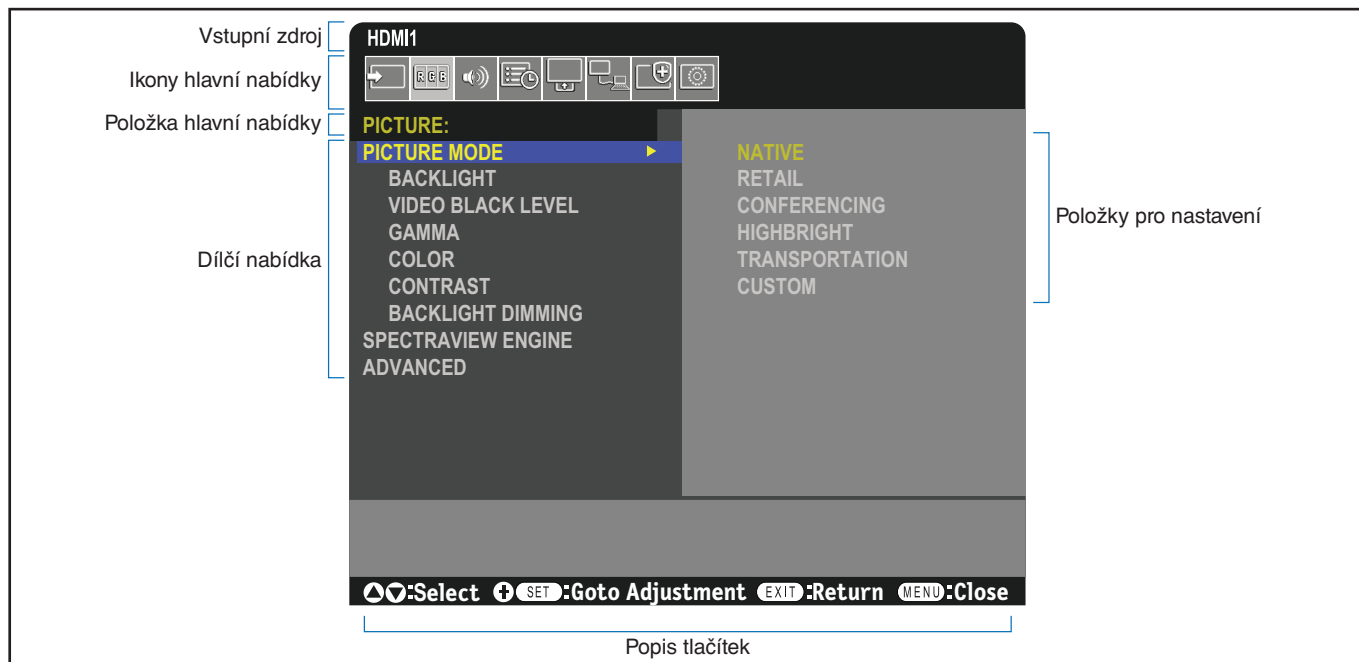 Vstupní zdroj
HDMI1
Ikony hlavní nabídky
RGB
Položka hlavní nabídky
PICTURE:
PICTURE MODE
NATIVE
BACKLIGHT
RETAIL
VIDEO BLACK LEVEL
CONFERENCING
Položky pro nastavení
GAMMA
HIGHBRIGHT
Dílčí nabídka
COLOR
TRANSPORTATION
CONTRAST
CUSTOM
BACKLIGHT DIMMING
SPECTRAVIEW ENGINE
ADVANCED
:Select SET:Goto Adjustment EXIT:Return MENU:Close
Popis tlačítek